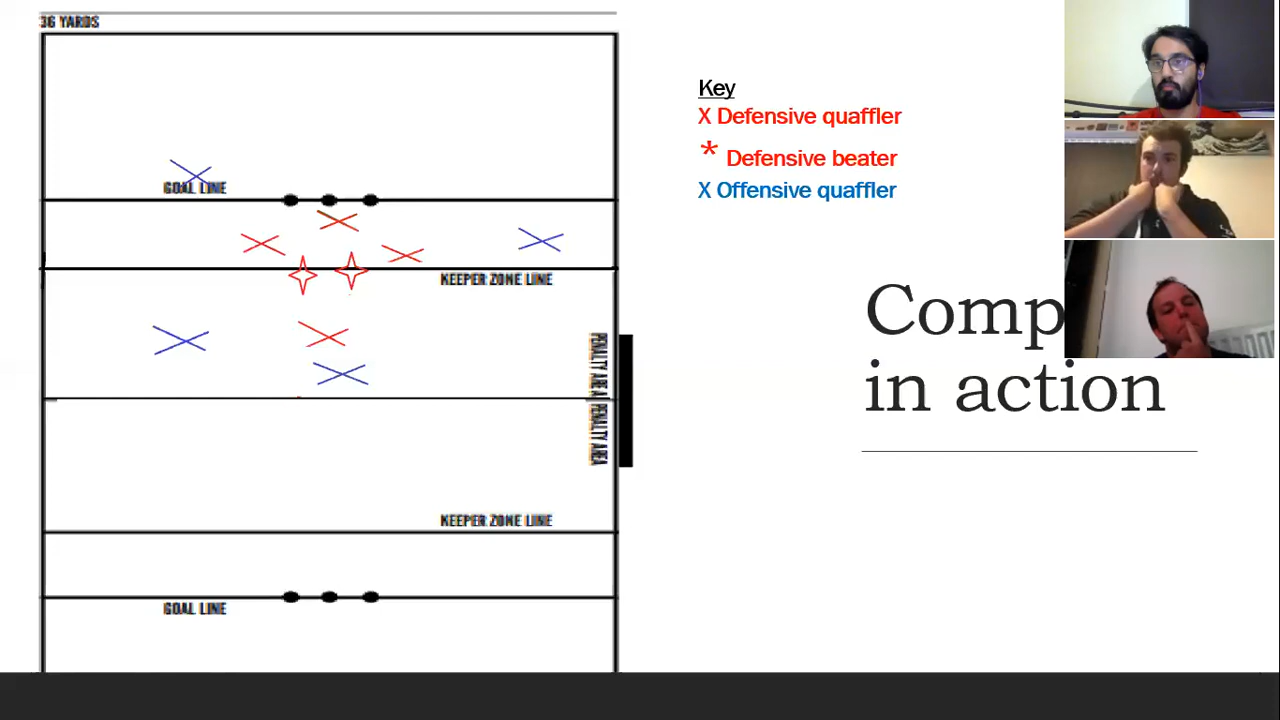 36 YARDS
Key
X Defensive quaffler
* Defensive beater
X Offensive quaffler
GOAL LINE
KEEPER ZONE LINE
Comp
in action
PENALTY AREA
PENALTY AREA
KEEPER ZONE LINE
GOAL LINE